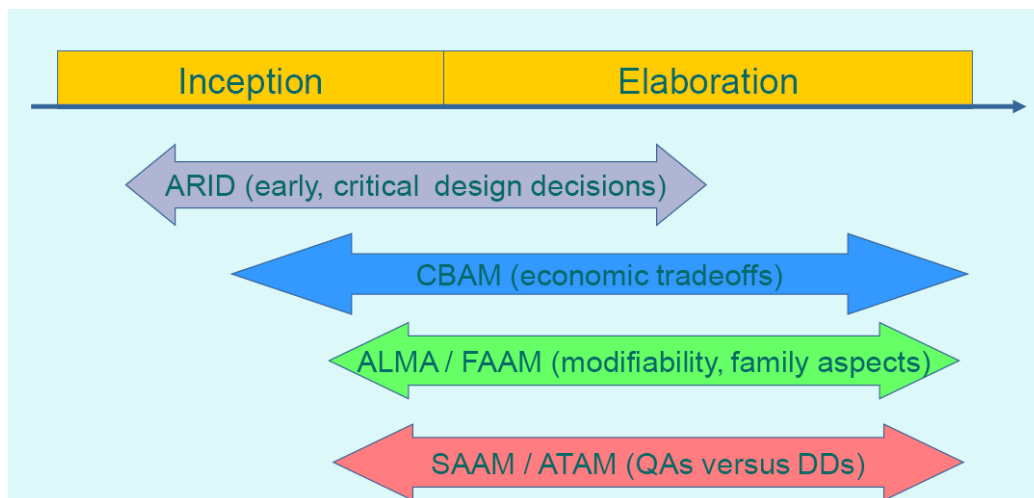 Inception
Elaboration
ARID (early, critical design decisions)
CBAM (economic tradeoffs)
ALMA / FAAM (modifiability, family aspects)
SAAM / ATAM (QAs versus DDs)